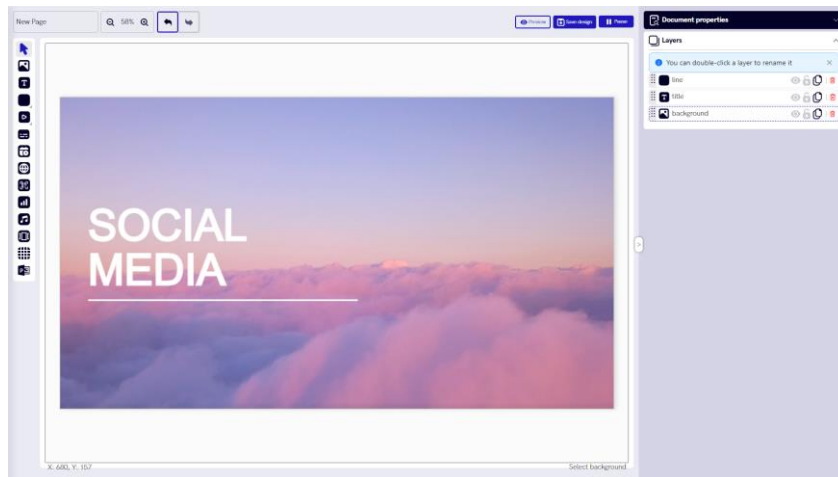 New Page
58%
Preview
Save design
Pause
Document properties
Layers
You can double-click a layer to rename it
line
title
background
SOCIAL
MEDIA
X: 680, Y: 157
Select background